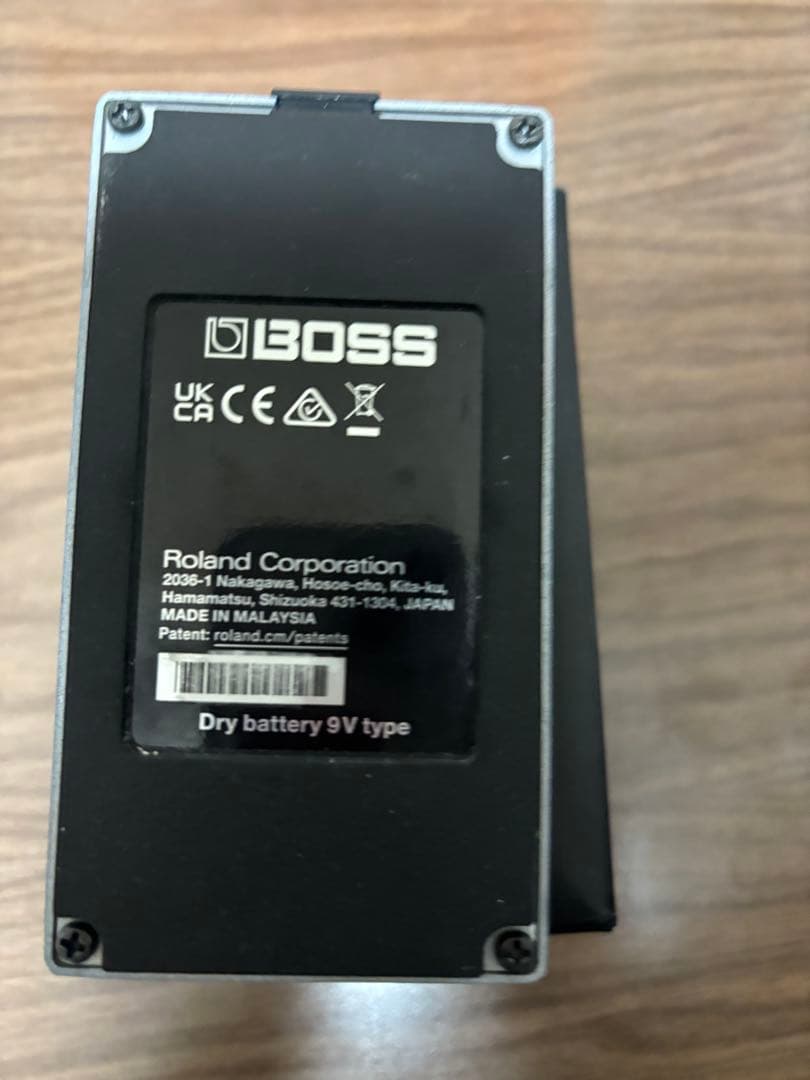 BOSS
UK
CA CE
Roland Corporation
2036-1 Nakagawa, Hosoe-cho, Kita-ku,
Hamamatsu, Shizuoka 431-1304, JAPAN
MADE IN MALAYSIA
Patent: roland.cm/patents
Dry battery 9V type